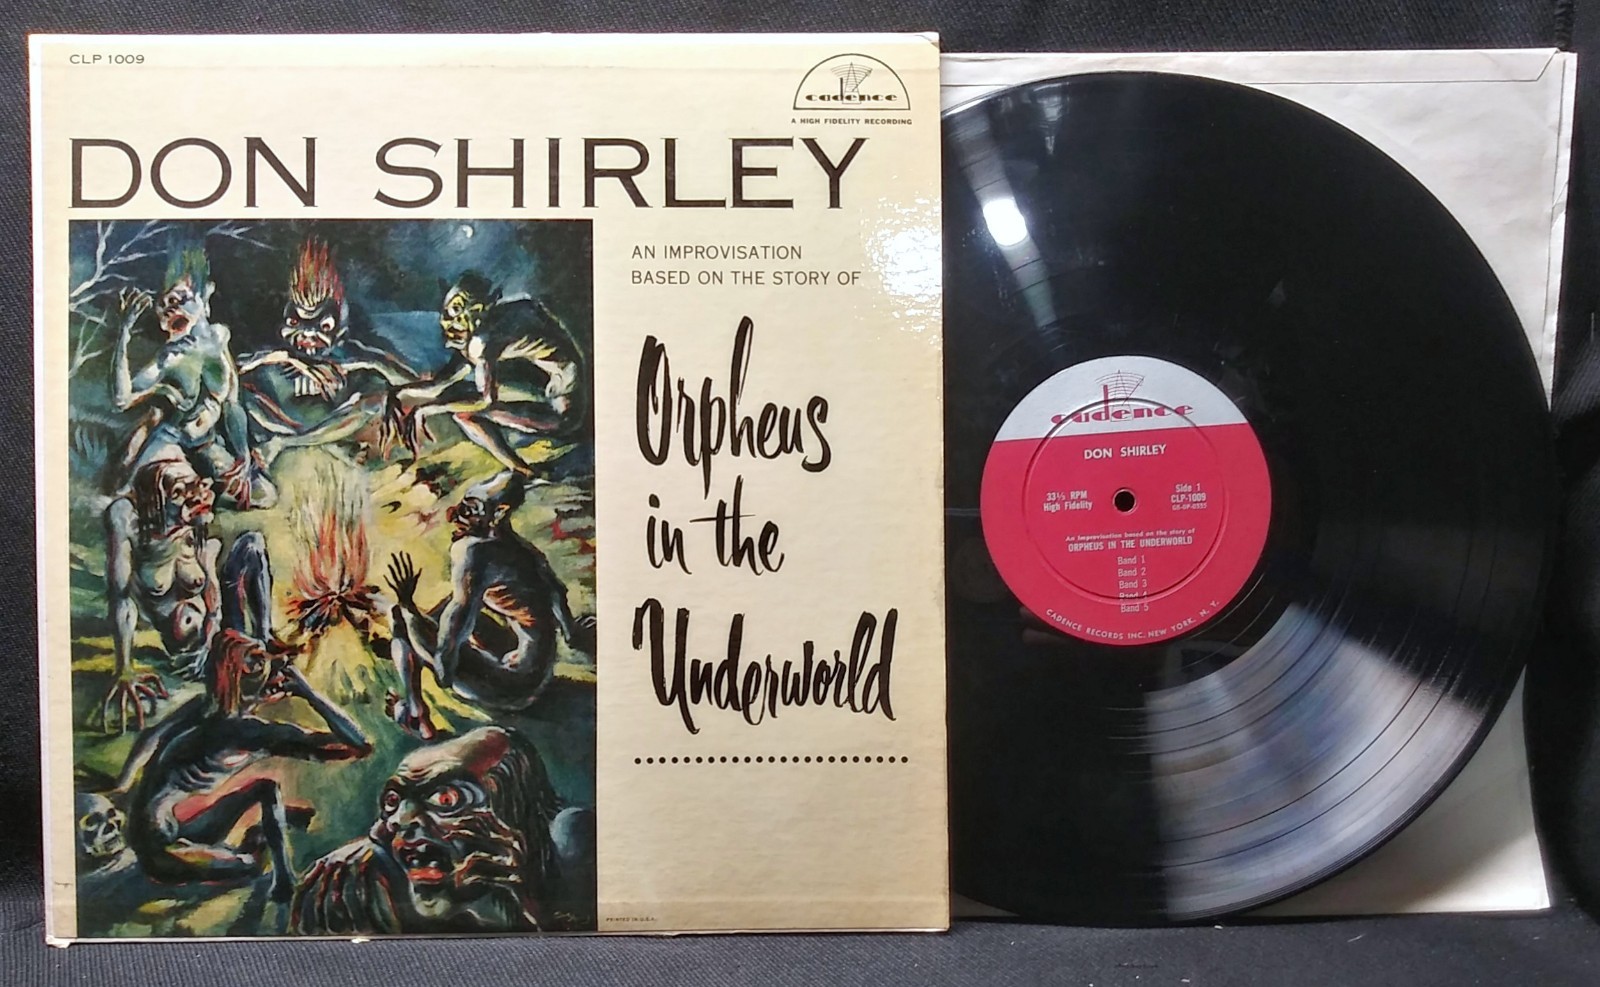 CLP 1009
cadence
A HIGH FIDELITY RECORDING
DON SHIRLEY
AN IMPROVISATION
BASED ON THE STORY OF
Orpheus
in the
Underworld
PRINTED IN U.S.A.
cadence
DON SHIRLEY
33⅓ RPM
High Fidelity
Side 1
CLP-1009
An Improvisation based on the story of
ORPHEUS IN THE UNDERWORLD
Band 1
Band 2
Band 3
Band 4
Band 5
CADENCE RECORDS INC. NEW YORK, N. Y.